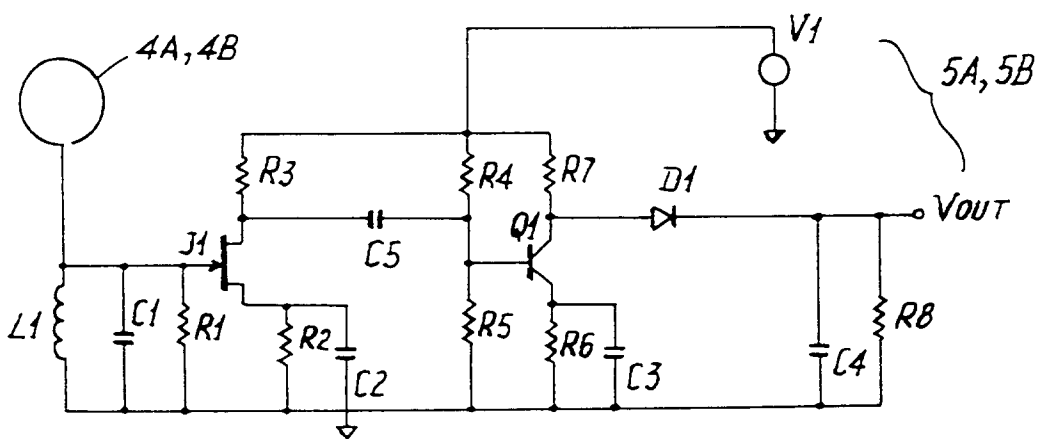 4A, 4B
V1
5A, 5B
R3
R4
R7
D1
VOUT
J1
C5
Q1
L1
C1
R1
R2
C2
R5
R6
C3
C4
R8